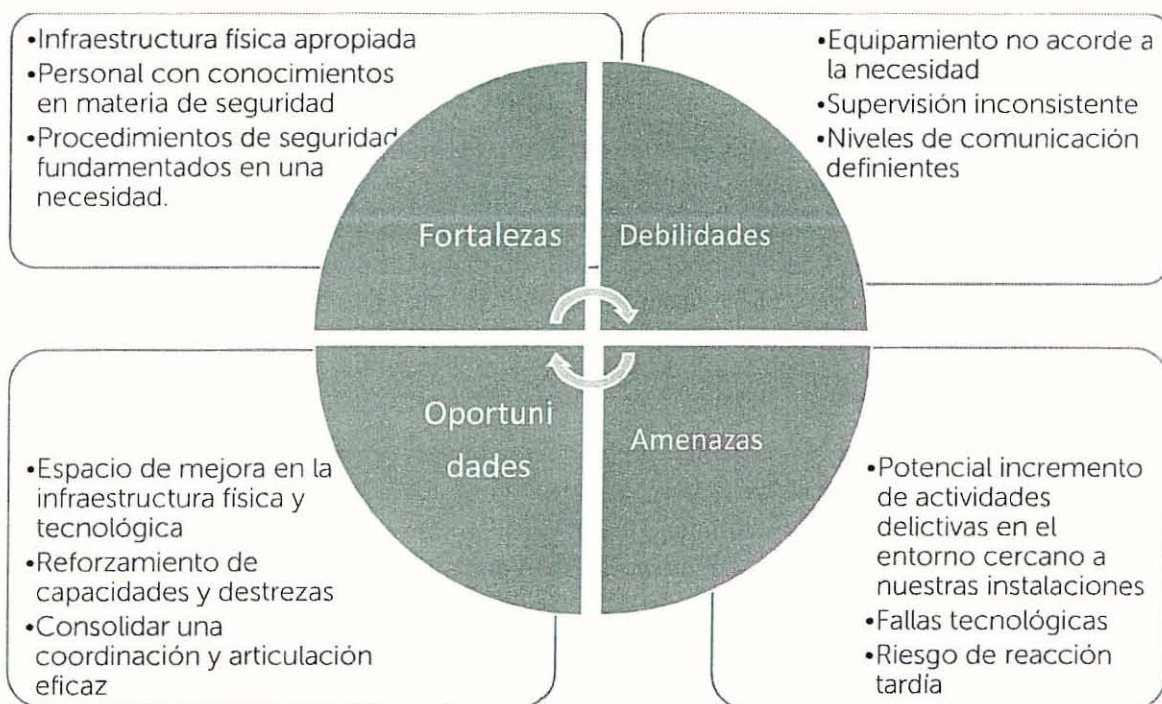 •Infraestructura física apropiada
•Personal con conocimientos
en materia de seguridad
•Procedimientos de seguridad
fundamentados en una
necesidad.
Fortalezas
•Equipamiento no acorde a
la necesidad
•Supervisión inconsistente
•Niveles de comunicación
definientes
Debilidades
Oportuni
dades
•Espacio de mejora en la
infraestructura física y
tecnológica
•Reforzamiento de
capacidades y destrezas
•Consolidar una
coordinación y articulación
eficaz
Amenazas
•Potencial incremento
de actividades
delictivas en el
entorno cercano a
nuestras instalaciones
•Fallas tecnológicas
•Riesgo de reacción
tardía